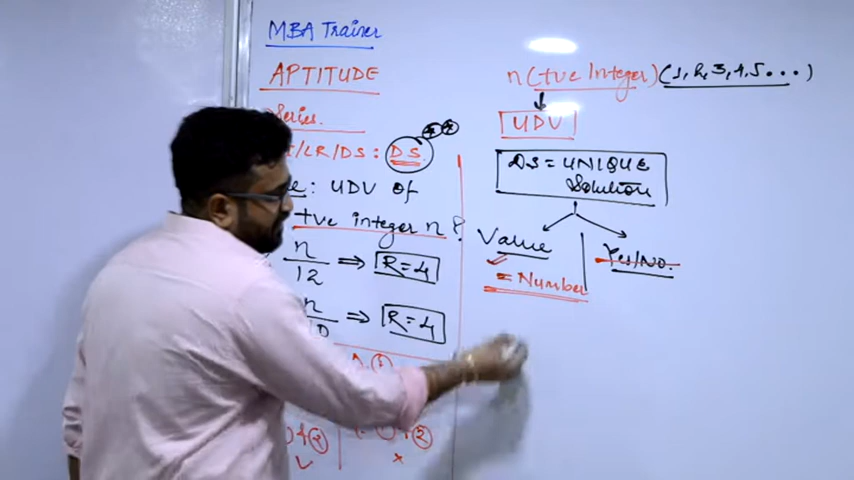 MBA Trainer
APTITUDE
Series.
/LR/DS: DS
: UDV of
+ve integer n?
n/12 ⇒ R=4
n ⇒ R=4
n(+ve Integer)(1,2,3,4,5...)
↓
UDV
DS = UNIQUE
Solution
Value
Yes/No.
= Number